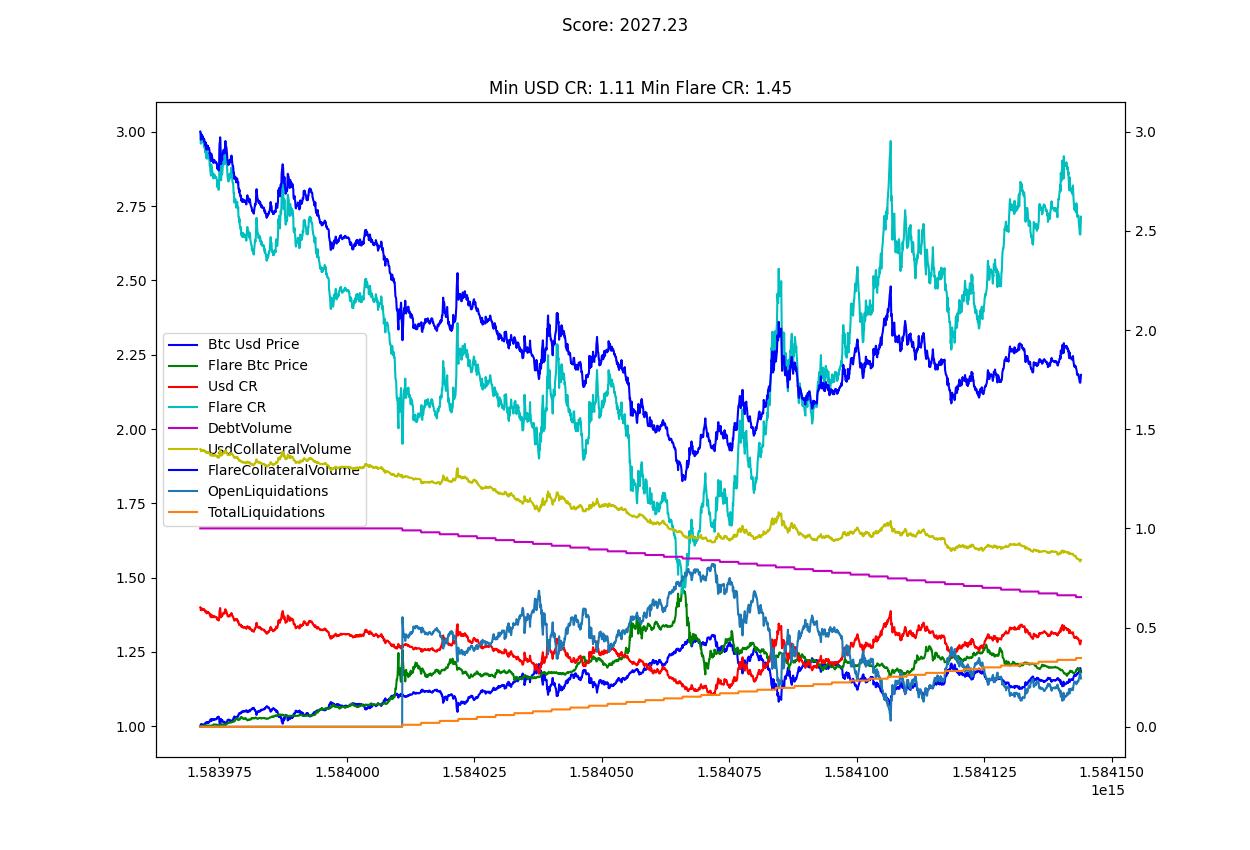 Score: 2027.23
Min USD CR: 1.11 Min Flare CR: 1.45
3.00
2.75
2.50
2.25
2.00
1.75
1.50
1.25
1.00
Btc Usd Price
Flare Btc Price
Usd CR
Flare CR
DebtVolume
UsdCollateralVolume
FlareCollateralVolume
OpenLiquidations
TotalLiquidations
3.0
2.5
2.0
1.5
1.0
0.5
0.0
1.583975 1.584000 1.584025 1.584050 1.584075 1.584100 1.584125 1.584150
1e15